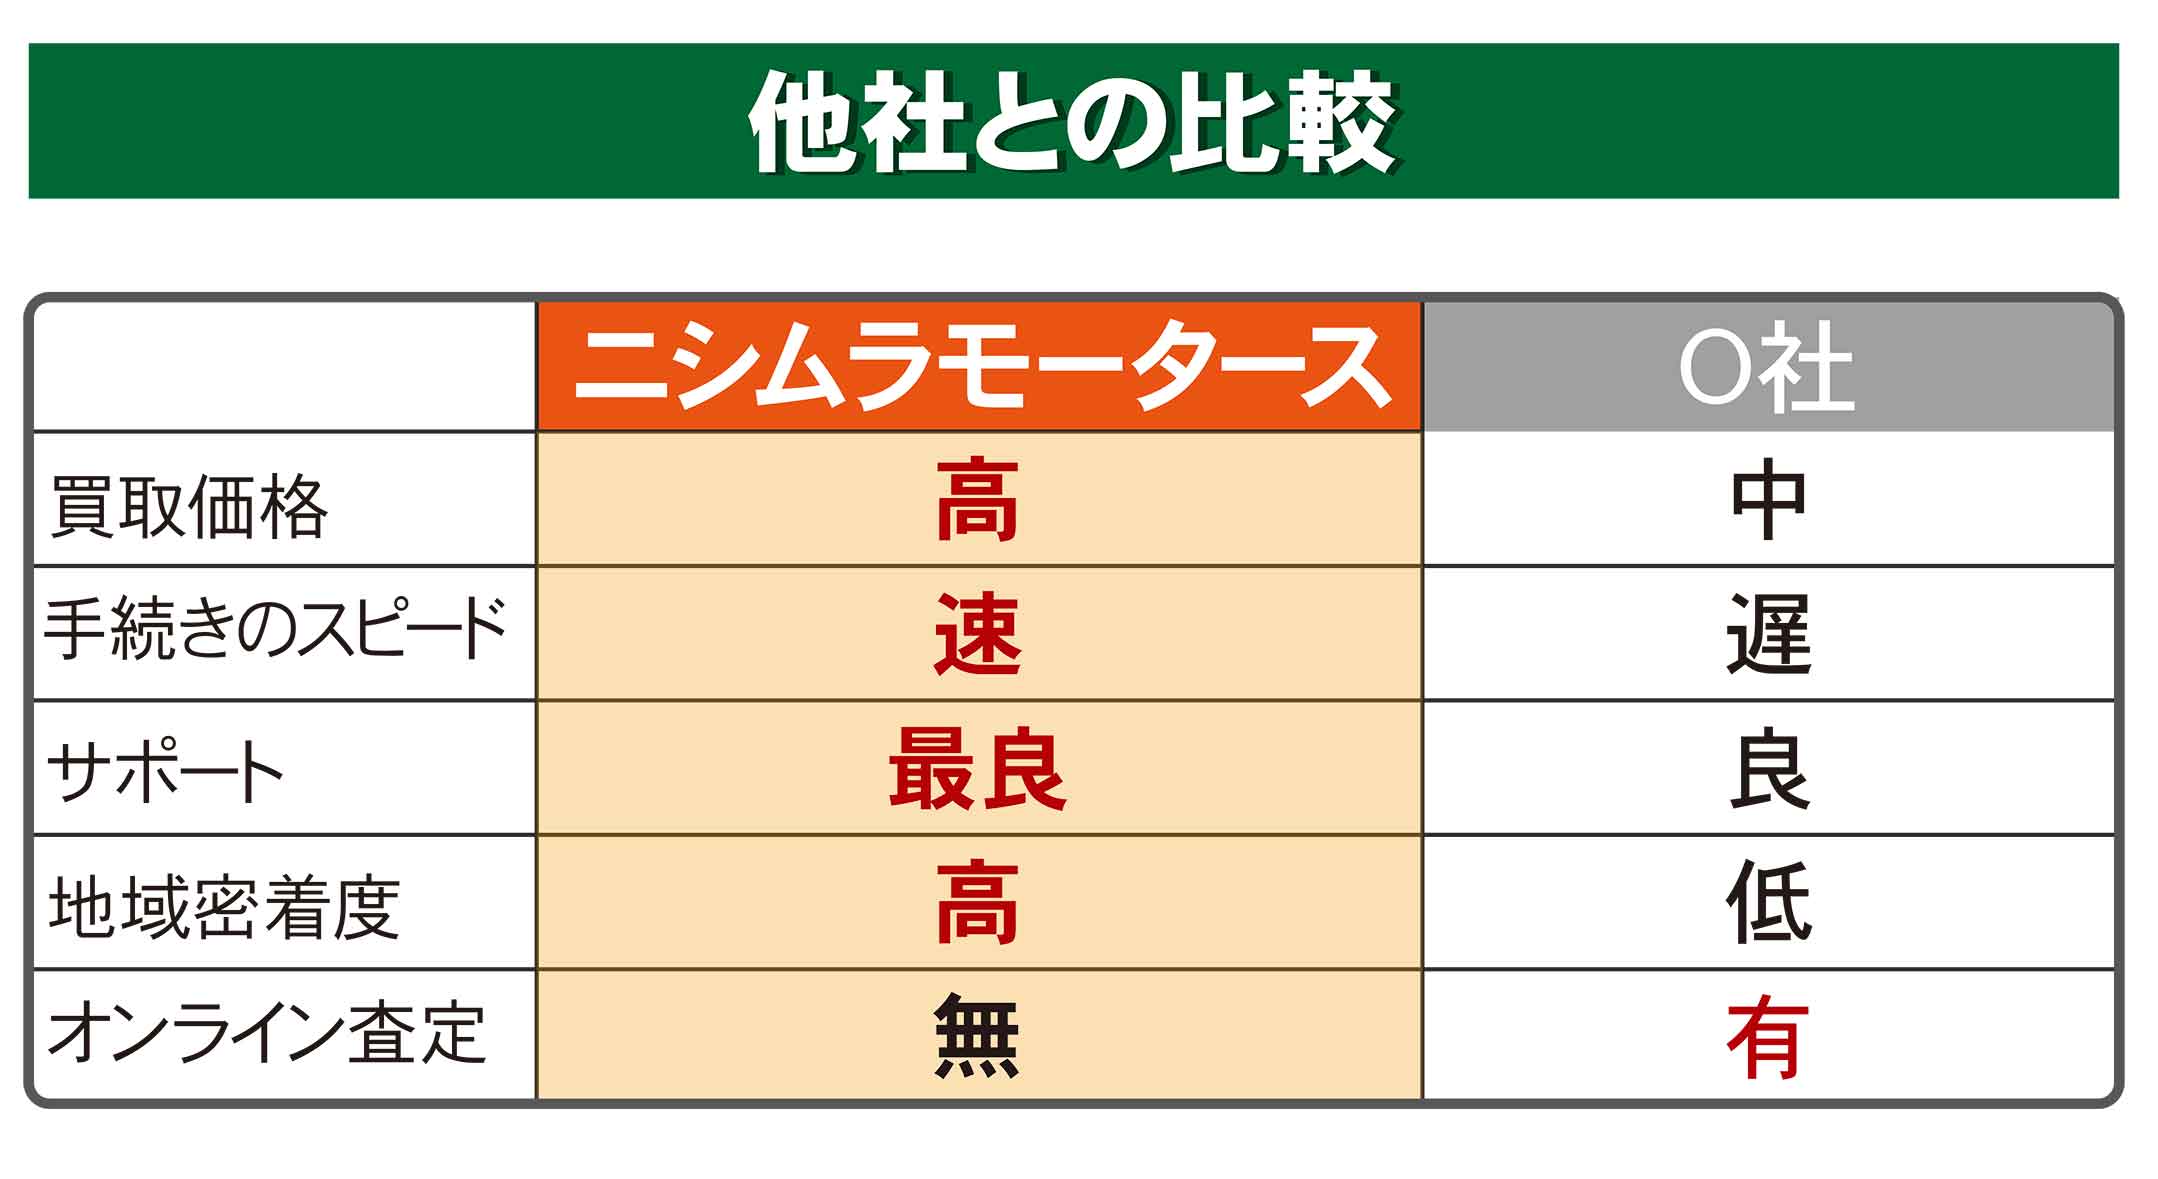 他社との比較
ニシムラモータース O社
買取価格 高 中
手続きのスピード 速 遅
サポート 最良 良
地域密着度 高 低
オンライン査定 無 有